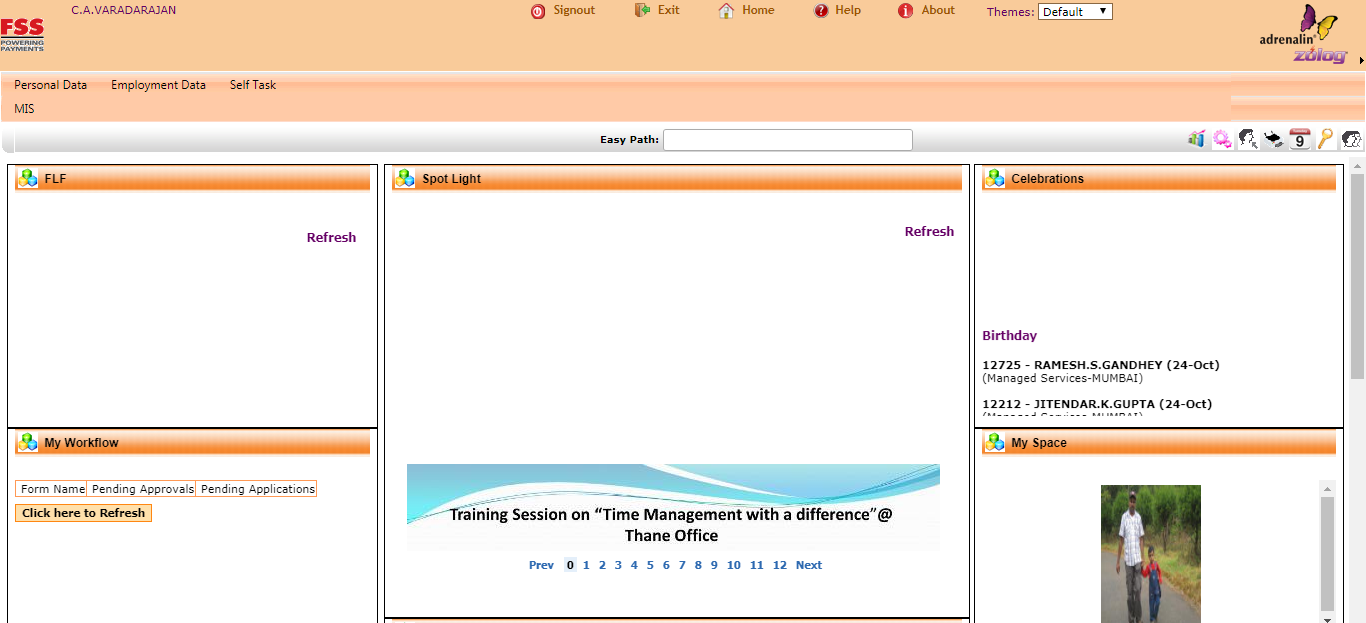 C.A.VARADARAJAN
Signout
Exit
Home
Help
About
Themes: Default
FSS
POWERING
PAYMENTS
adrenalin
zolog
Personal Data
Employment Data
Self Task
MIS
Easy Path:
9
FLF
Refresh
Spot Light
Refresh
Training Session on “Time Management with a difference”@
Thane Office
Prev 0 1 2 3 4 5 6 7 8 9 10 11 12 Next
Celebrations
Birthday
12725 - RAMESH.S.GANDHEY (24-Oct)
(Managed Services-MUMBAI)
12212 - JITENDAR.K.GUPTA (24-Oct)
(Managed Services-MUMBAI)
My Workflow
Form Name Pending Approvals Pending Applications
Click here to Refresh
My Space